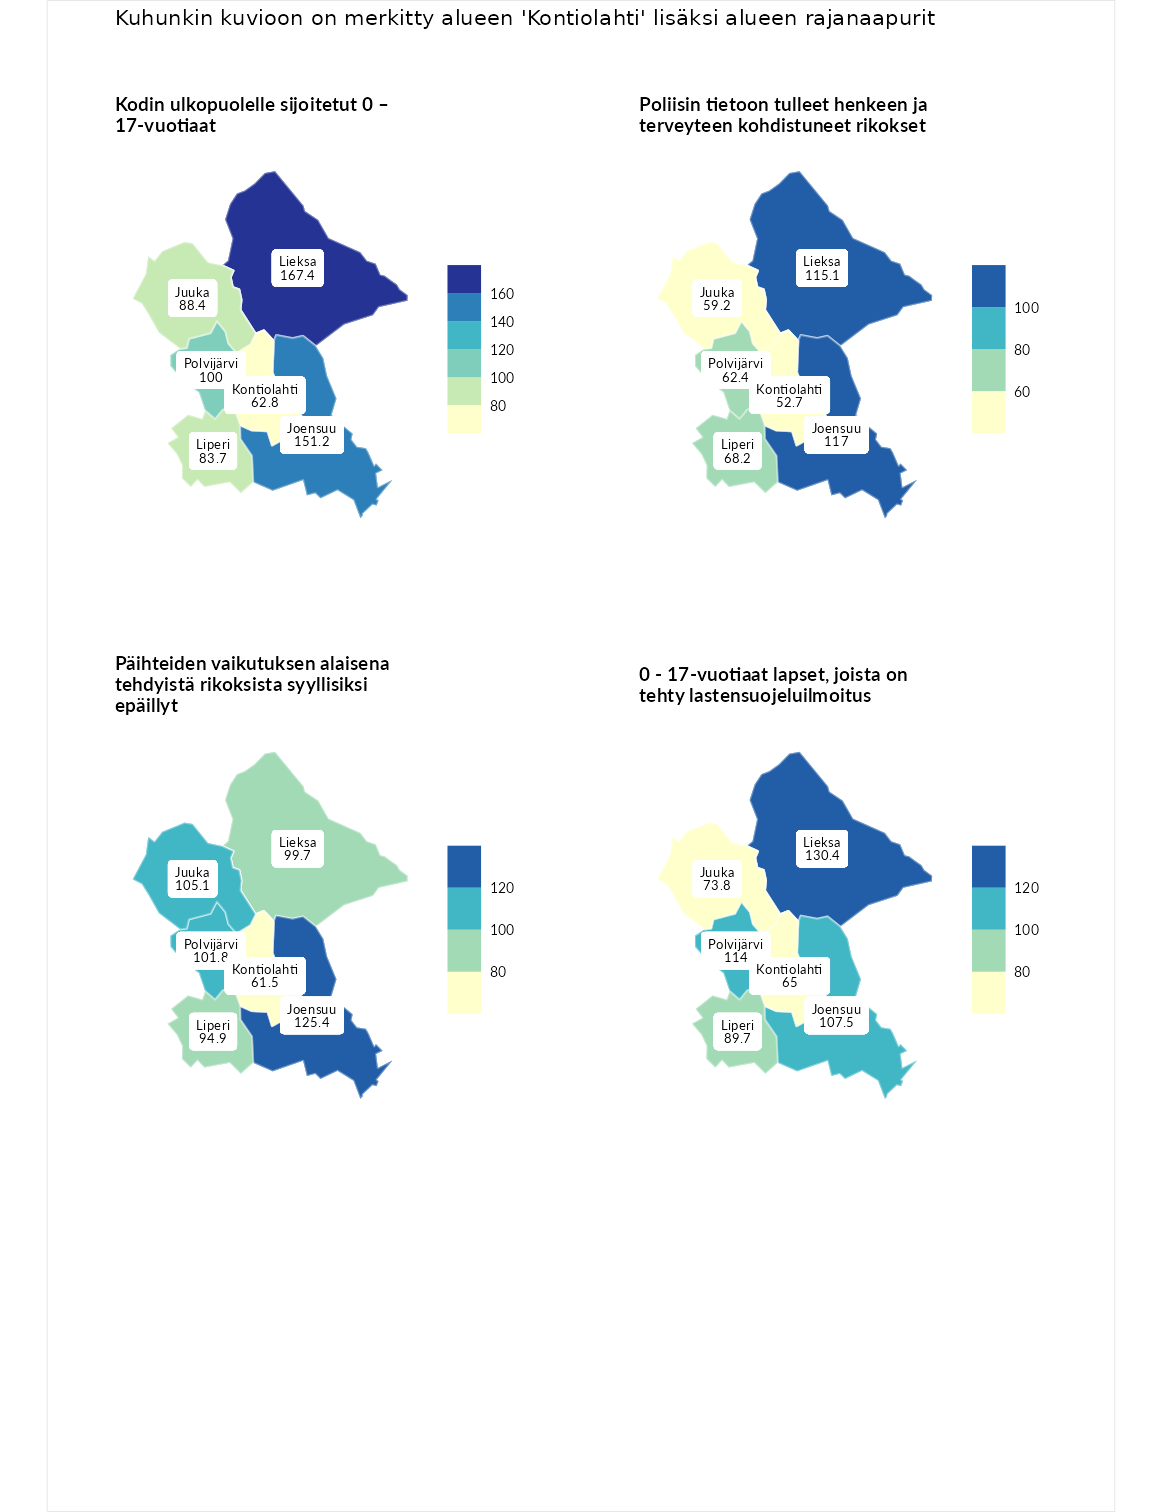 Kuhunkin kuvioon on merkitty alueen 'Kontiolahti' lisäksi alueen rajanaapurit
Kodin ulkopuolelle sijoitetut 0 –
17-vuotiaat
Lieksa
167.4
Juuka
88.4
Polvijärvi
100
Kontiolahti
62.8
Joensuu
151.2
Liperi
83.7
160
140
120
100
80
Poliisin tietoon tulleet henkeen ja
terveyteen kohdistuneet rikokset
Lieksa
115.1
Juuka
59.2
Polvijärvi
62.4
Kontiolahti
52.7
Joensuu
117
Liperi
68.2
100
80
60
Päihteiden vaikutuksen alaisena
tehdyistä rikoksista syyllisiksi
epäillyt
Lieksa
99.7
Juuka
105.1
Polvijärvi
101.8
Kontiolahti
61.5
Joensuu
125.4
Liperi
94.9
120
100
80
0 - 17-vuotiaat lapset, joista on
tehty lastensuojeluilmoitus
Lieksa
130.4
Juuka
73.8
Polvijärvi
114
Kontiolahti
65
Joensuu
107.5
Liperi
89.7
120
100
80